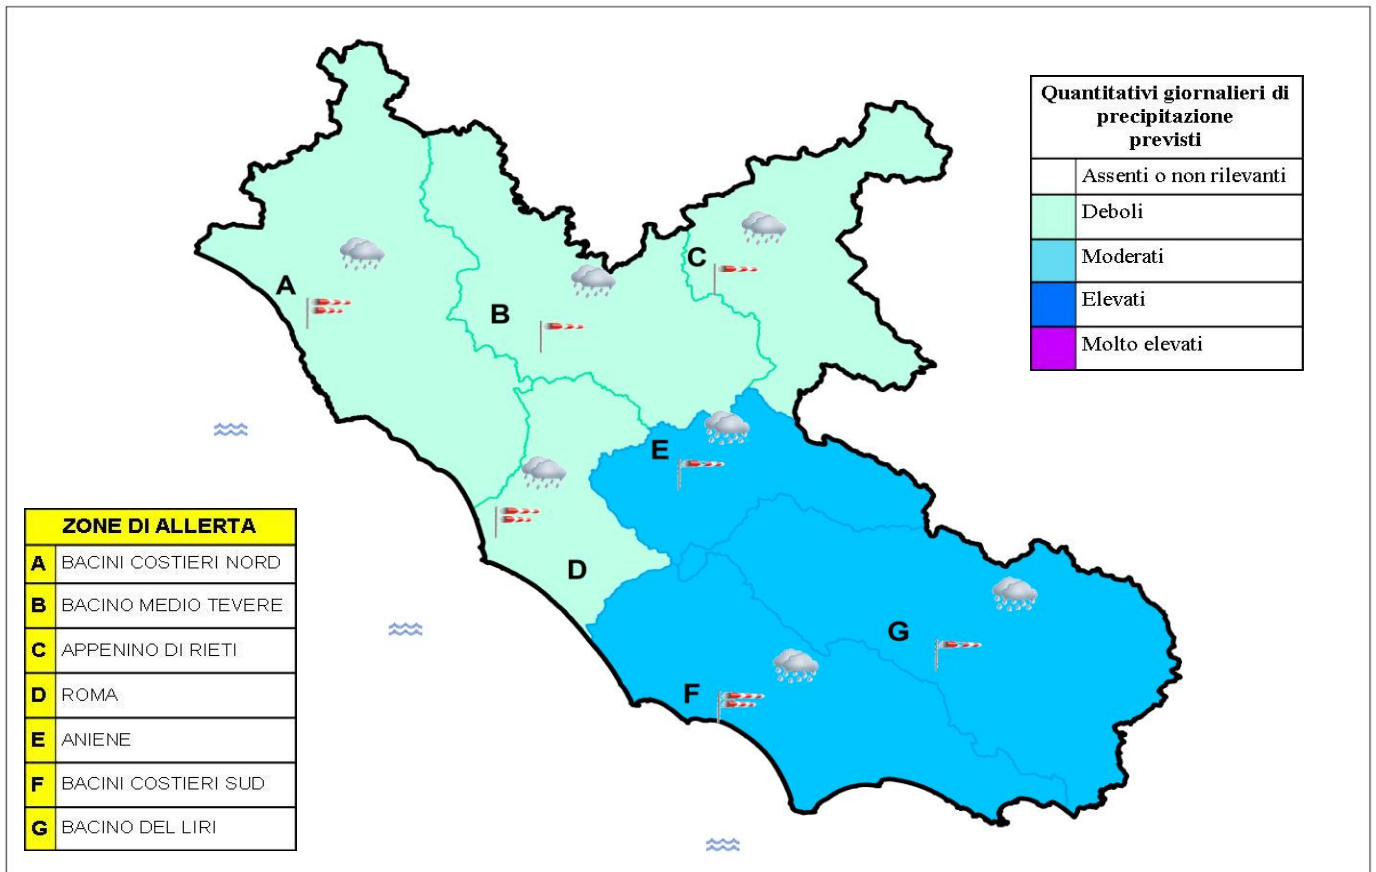 Quantitativi giornalieri di
precipitazione
previsti
Assenti o non rilevanti
Deboli
Moderati
Elevati
Molto elevati
A
B
C
D
E
F
G
ZONE DI ALLERTA
A BACINI COSTIERI NORD
B BACINO MEDIO TEVERE
C APPENINO DI RIETI
D ROMA
E ANIENE
F BACINI COSTIERI SUD
G BACINO DEL LIRI